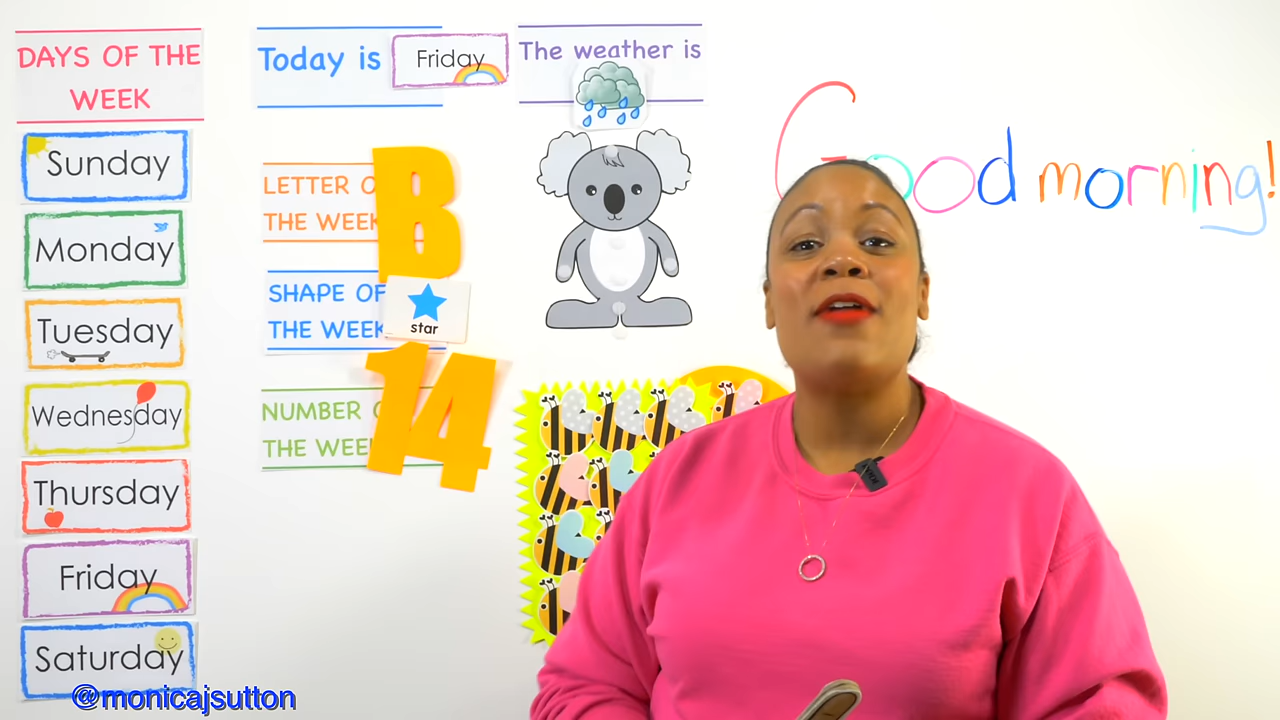 DAYS OF THE
WEEK
Sunday
Monday
Tuesday
Wednesday
Thursday
Friday
Saturday
Today is
Friday
The weather is
LETTER
THE WEEK
B
SHAPE OF
THE WEEK
star
NUMBER
THE WEEK
14
Good morning!
@monicajsutton